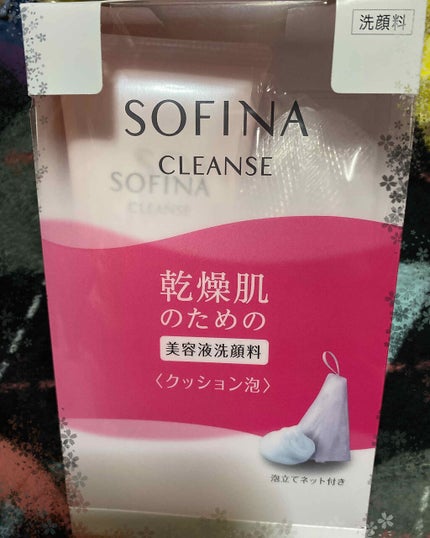 洗顔料
SOFINA
CLEANSE
SOFINA
CLEANSE
乾燥肌
のための
美容液洗顔料
〈クッション泡〉
泡立てネット付き